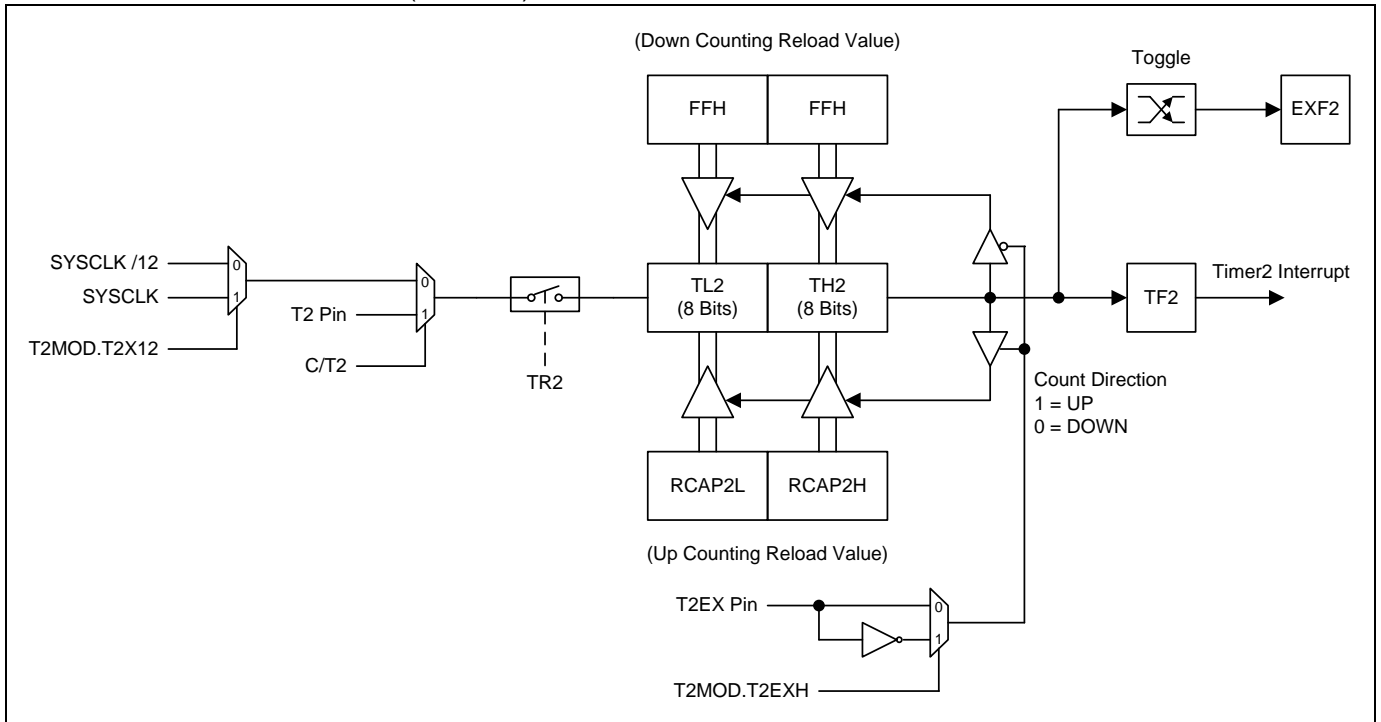 (Down Counting Reload Value)
Toggle
FFH
FFH
EXF2
SYSCLK /12
0
SYSCLK
1
T2 Pin
0
1
T2MOD.T2X12
C/T2
TR2
TL2
(8 Bits)
TH2
(8 Bits)
TF2
Timer2 Interrupt
Count Direction
1 = UP
0 = DOWN
RCAP2L
RCAP2H
(Up Counting Reload Value)
T2EX Pin
0
1
T2MOD.T2EXH